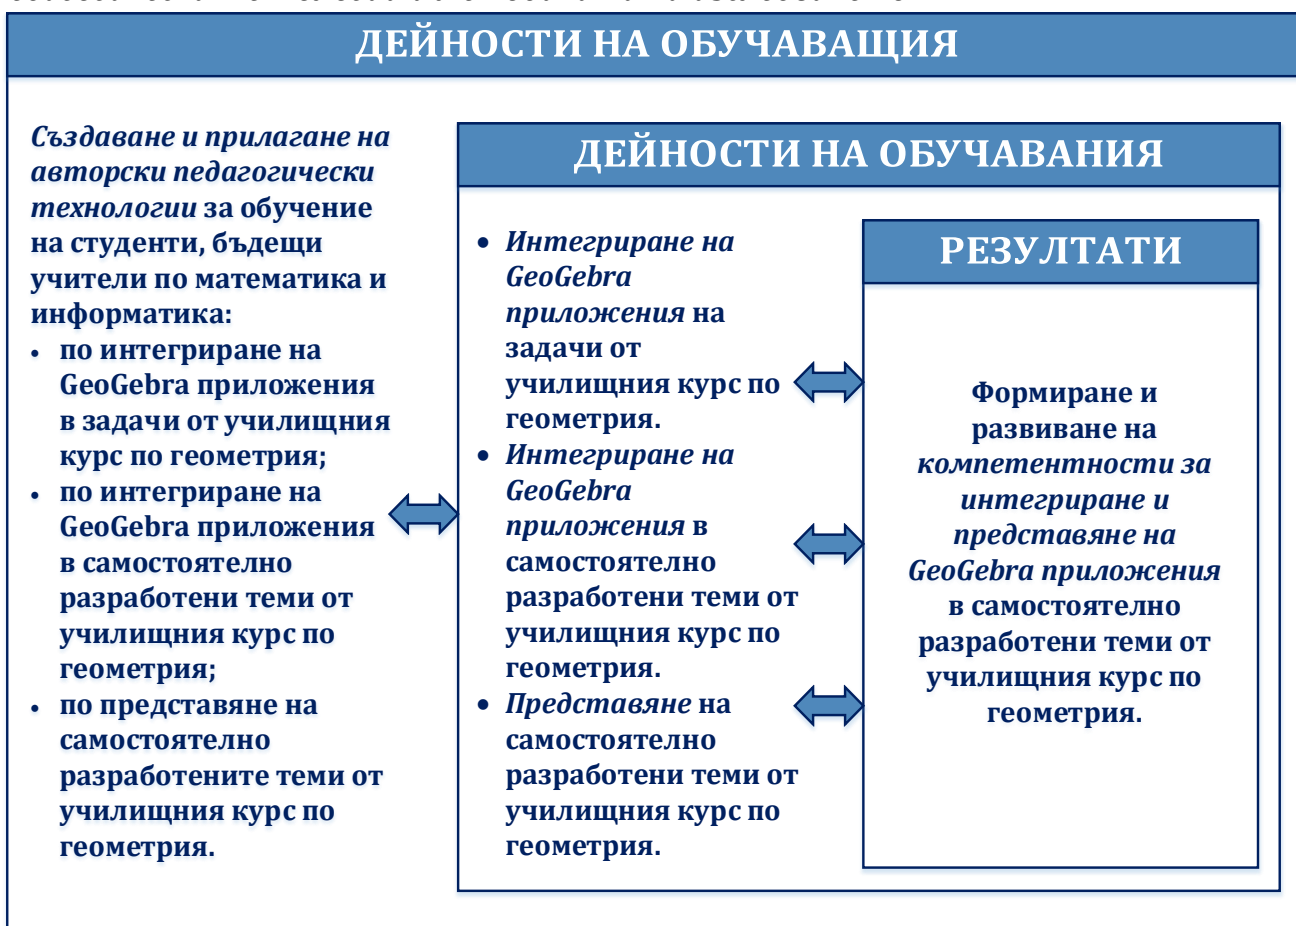 ДЕЙНОСТИ НА ОБУЧАВАЩИЯ
Създаване и прилагане на
авторски педагогически
технологии за обучение
на студенти, бъдещи
учители по математика и
информатика:
• по интегриране на
GeoGebra приложения
в задачи от училищния
курс по геометрия;
• по интегриране на
GeoGebra приложения
в самостоятелно
разработени теми от
училищния курс по
геометрия;
• по представяне на
самостоятелно
разработените теми от
училищния курс по
геометрия.
ДЕЙНОСТИ НА ОБУЧАВАНИЯ
• Интегриране на
GeoGebra
приложения на
задачи от
училищния курс по
геометрия.
• Интегриране на
GeoGebra
приложения в
самостоятелно
разработени теми от
училищния курс по
геометрия.
• Представяне на
самостоятелно
разработени теми от
училищния курс по
геометрия.
РЕЗУЛТАТИ
Формиране и
развиване на
компетентности за
интегриране и
представяне на
GeoGebra приложения
в самостоятелно
разработени теми от
училищния курс по
геометрия.